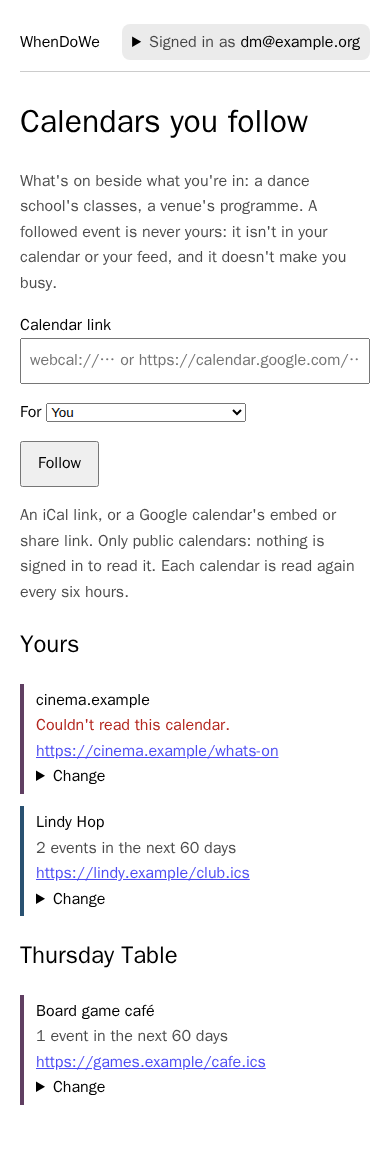 WhenDoWe
Signed in as dm@example.org
Calendars you follow
What's on beside what you're in: a dance
school's classes, a venue's programme. A
followed event is never yours: it isn't in your
calendar or your feed, and it doesn't make you
busy.
Calendar link
webcal://… or https://calendar.google.com/…
For You
Follow
An iCal link, or a Google calendar's embed or
share link. Only public calendars: nothing is
signed in to read it. Each calendar is read again
every six hours.
Yours
cinema.example
Couldn't read this calendar.
https://cinema.example/whats-on
Change
Lindy Hop
2 events in the next 60 days
https://lindy.example/club.ics
Change
Thursday Table
Board game café
1 event in the next 60 days
https://games.example/cafe.ics
Change